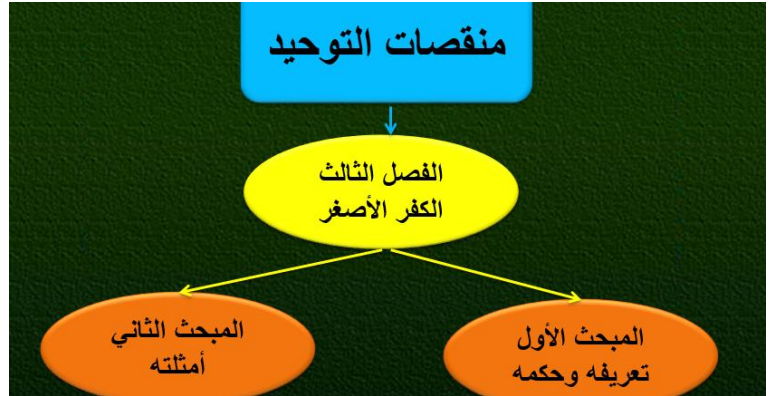 منقصات التوحيد
الفصل الثالث
الكفر الأصغر
المبحث الأول
تعريفه وحكمه
المبحث الثاني
أمثلته